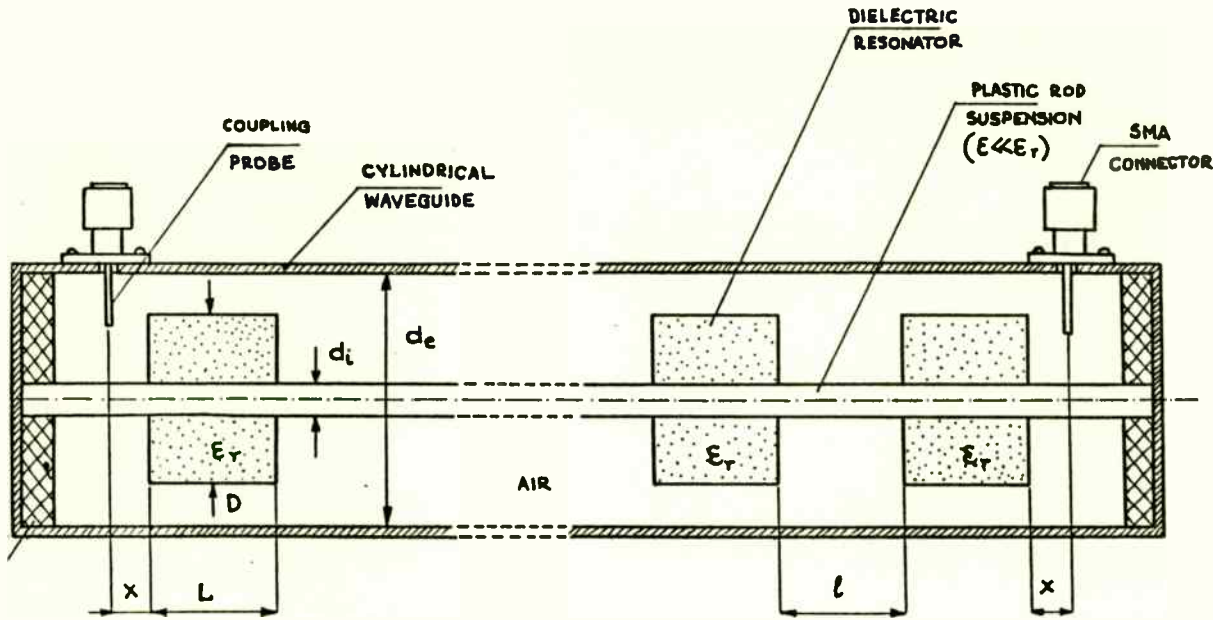 DIELECTRIC
RESONATOR
PLASTIC ROD
SUSPENSION
(ε≪εr)
SMA
CONNECTOR
COUPLING
PROBE
CYLINDRICAL
WAVEGUIDE
di
de
εr
εr
εr
AIR
D
x
L
l
x